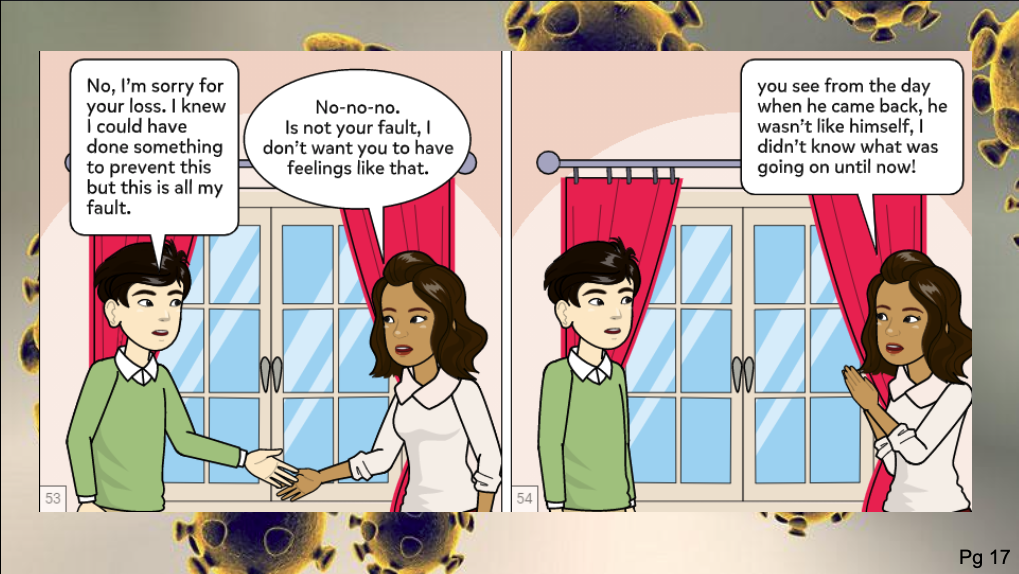 No, I'm sorry for
your loss. I knew
I could have
done something
to prevent this
but this is all my
fault.
No-no-no.
Is not your fault, I
don't want you to have
feelings like that.
53
you see from the day
when he came back, he
wasn't like himself, I
didn't know what was
going on until now!
54
Pg 17